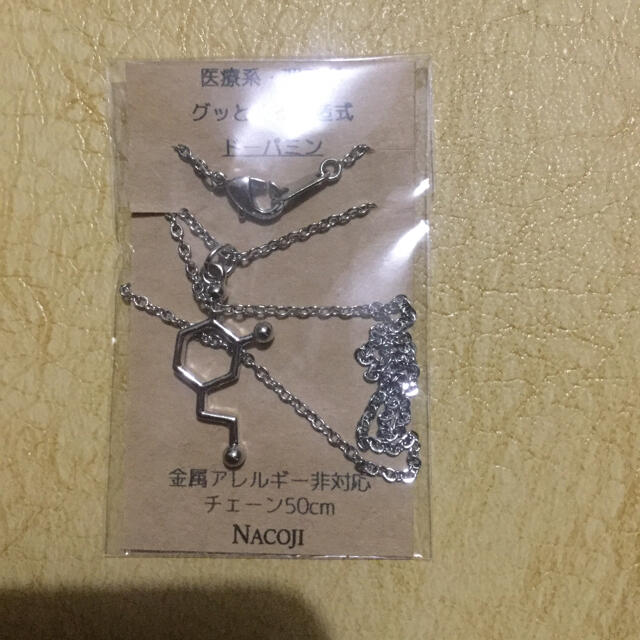 医療系・
グッと 式
ドーパミン
金属アレルギー非対応
チェーン50cm
NACOJI